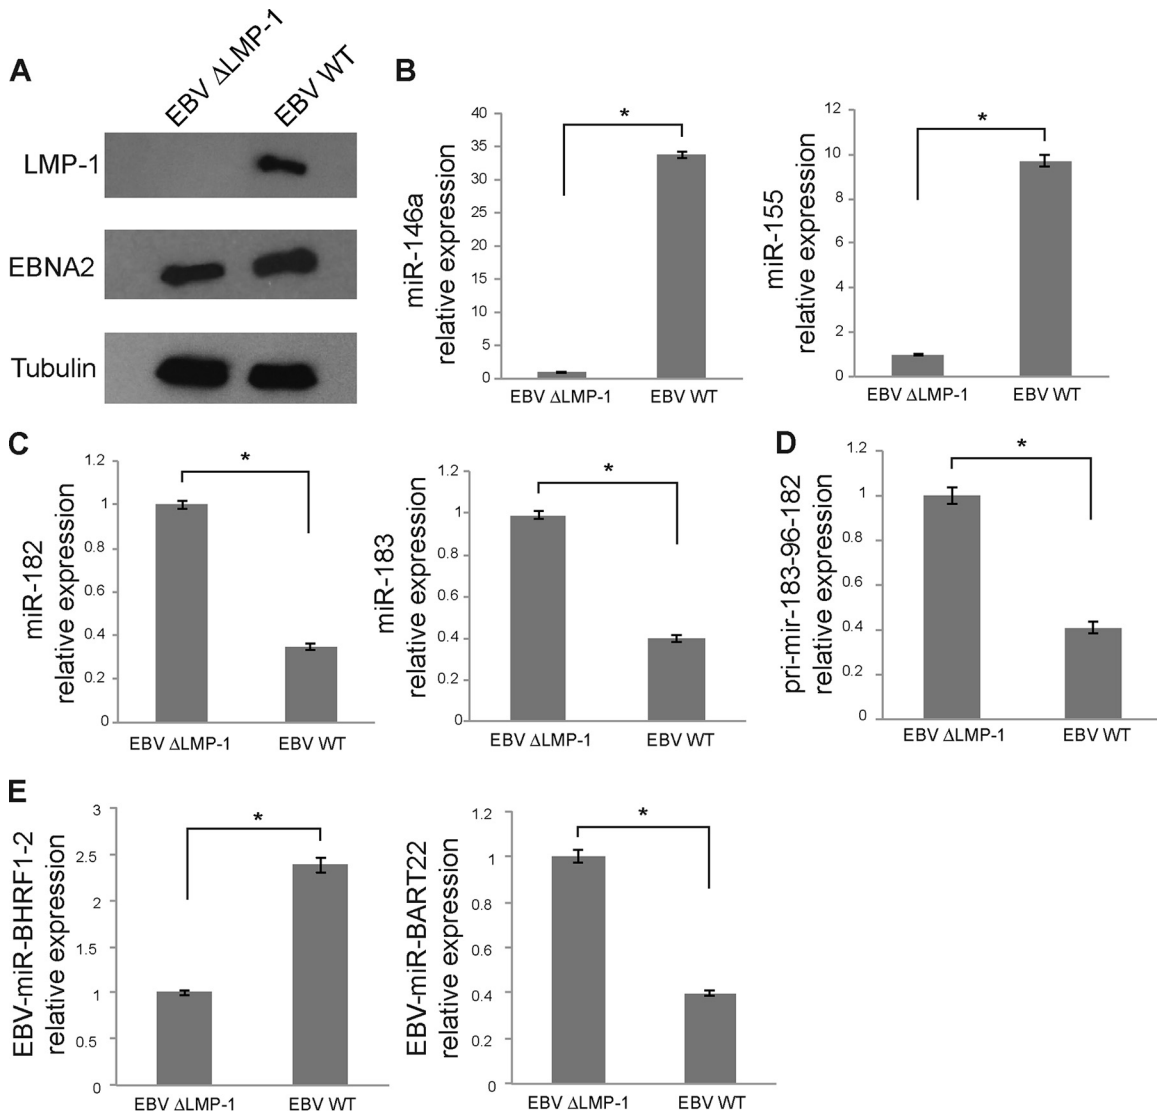 A
EBV ΔLMP-1
EBV WT
LMP-1
EBNA2
Tubulin
B
miR-146a
relative expression
40
35
30
25
20
15
10
5
0
*
EBV ΔLMP-1
EBV WT
miR-155
relative expression
12
10
8
6
4
2
0
*
EBV ΔLMP-1
EBV WT
C
miR-182
relative expression
1.2
1
0.8
0.6
0.4
0.2
0
*
EBV ΔLMP-1
EBV WT
miR-183
relative expression
1.2
1
0.8
0.6
0.4
0.2
0
*
EBV ΔLMP-1
EBV WT
D
pri-mir-183-96-182
relative expression
1.2
1
0.8
0.6
0.4
0.2
0
*
EBV ΔLMP-1
EBV WT
E
EBV-miR-BHRF1-2
relative expression
3
2.5
2
1.5
1
0.5
0
*
EBV ΔLMP-1
EBV WT
EBV-miR-BART22
relative expression
1.2
1
0.8
0.6
0.4
0.2
0
*
EBV ΔLMP-1
EBV WT